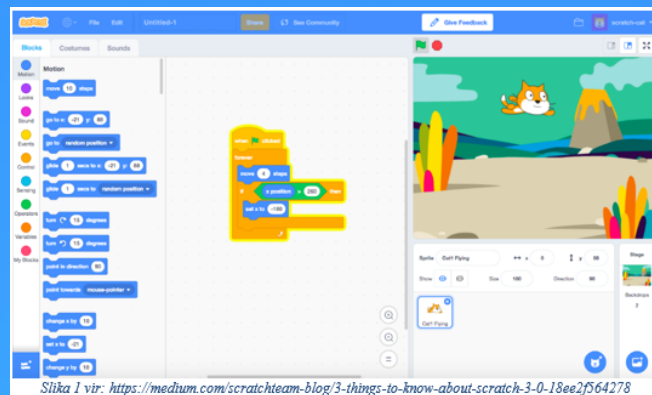 SCRATCH File Edit Untitled-1 Share See Community Give Feedback scratch-cat
Blocks Costumes Sounds
Motion
Looks
Sound
Events
Control
Sensing
Operators
Variables
My Blocks
Motion
move 10 steps
go to x: -21 y: 68
go to random position
glide 1 secs to x: -21 y: 68
glide 1 secs to random position
turn 15 degrees
turn 15 degrees
point in direction 90
point towards mouse-pointer
change x by 10
set x to -21
change y by 10
when clicked
forever
move 4 steps
if x position > 260 then
set x to
Sprite Cat1 Flying x y
Show Size 100 Direction 90
Cat1 Flying
Stage
Backdrops
2
Slika 1 vir: https://medium.com/scratchteam-blog/3-things-to-know-about-scratch-3-0-18ee2f564278